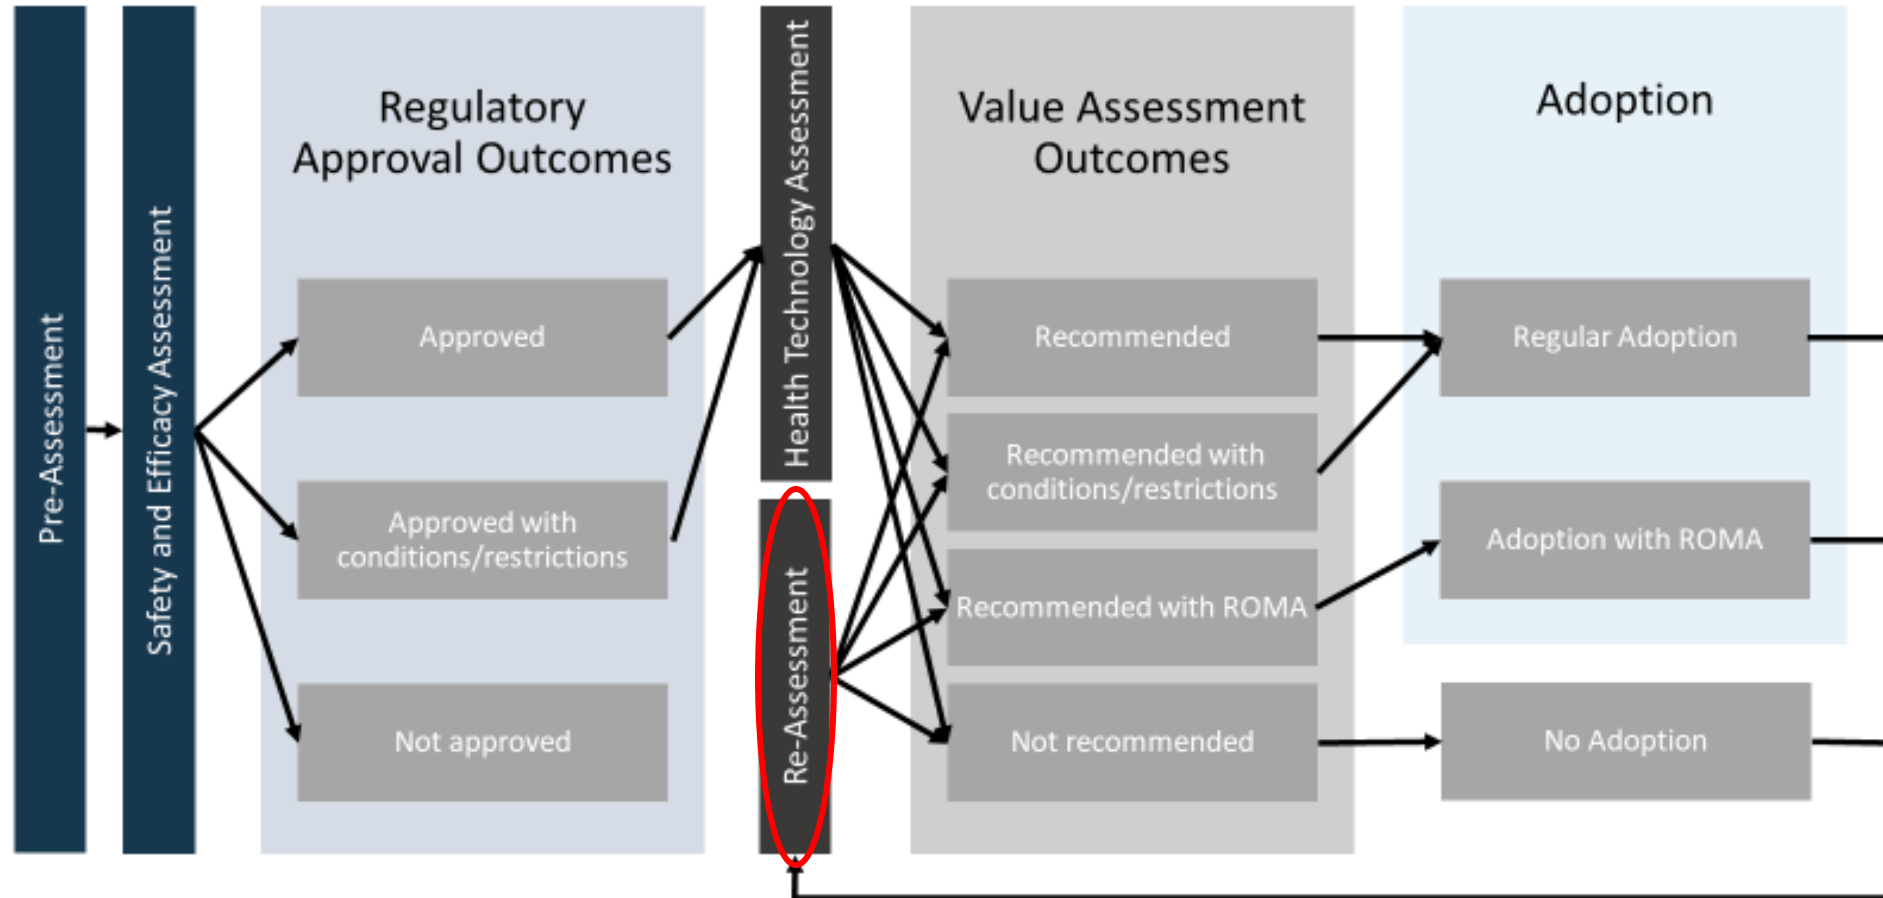 Pre-Assessment
Safety and Efficacy Assessment
Regulatory
Approval Outcomes
Approved
Approved with
conditions/restrictions
Not approved
Health Technology Assessment
Re-Assessment
Value Assessment
Outcomes
Recommended
Recommended with
conditions/restrictions
Recommended with ROMA
Not recommended
Adoption
Regular Adoption
Adoption with ROMA
No Adoption